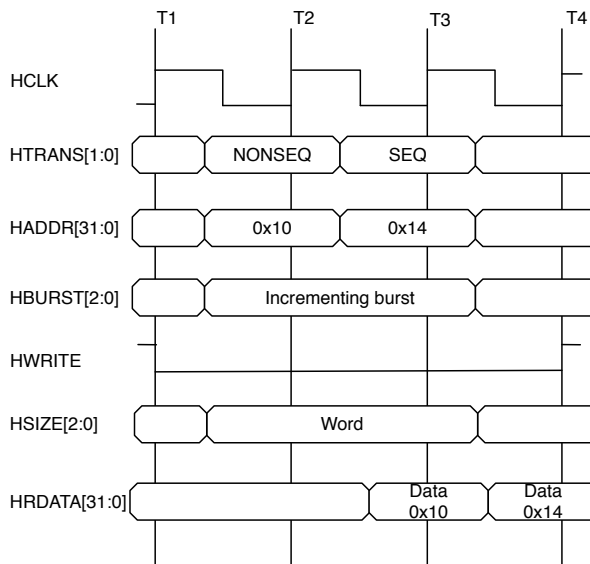 T1 T2 T3 T4
HCLK
HTRANS[1:0] NONSEQ SEQ
HADDR[31:0] 0x10 0x14
HBURST[2:0] Incrementing burst
HWRITE
HSIZE[2:0] Word
HRDATA[31:0] Data Data
0x10 0x14